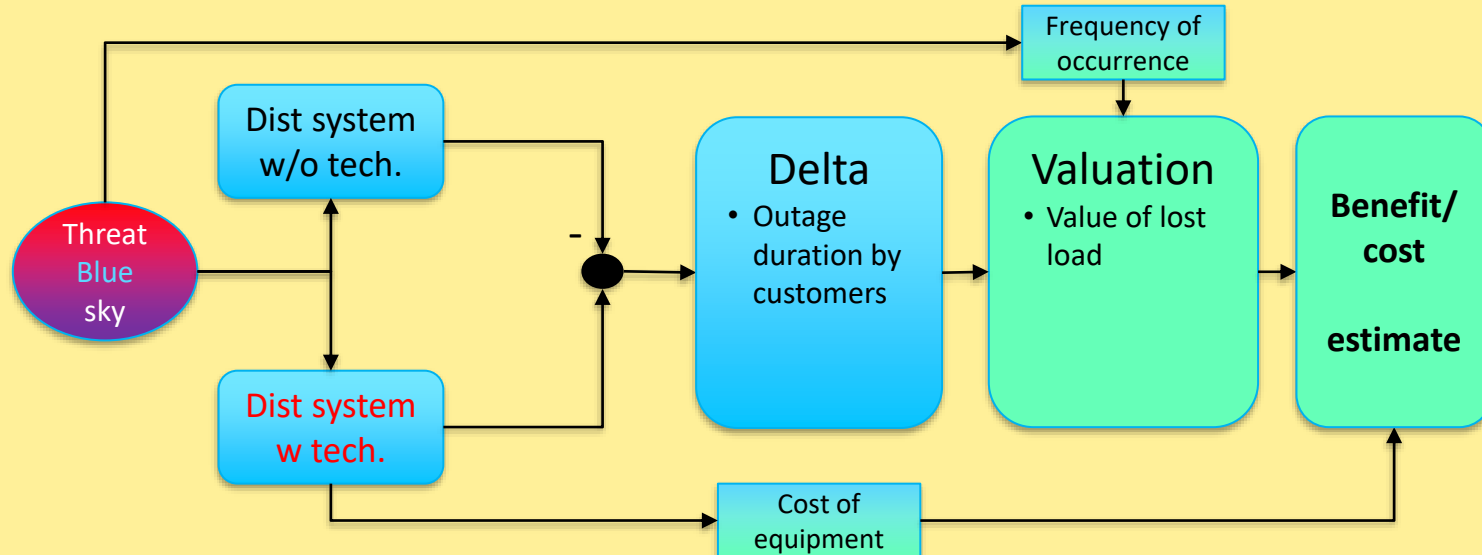 Frequency of
occurrence
Dist system
w/o tech.
Threat
Blue
sky
-
Delta
• Outage
duration by
customers
Valuation
• Value of lost
load
Benefit/
cost
estimate
Dist system
w tech.
Cost of
equipment